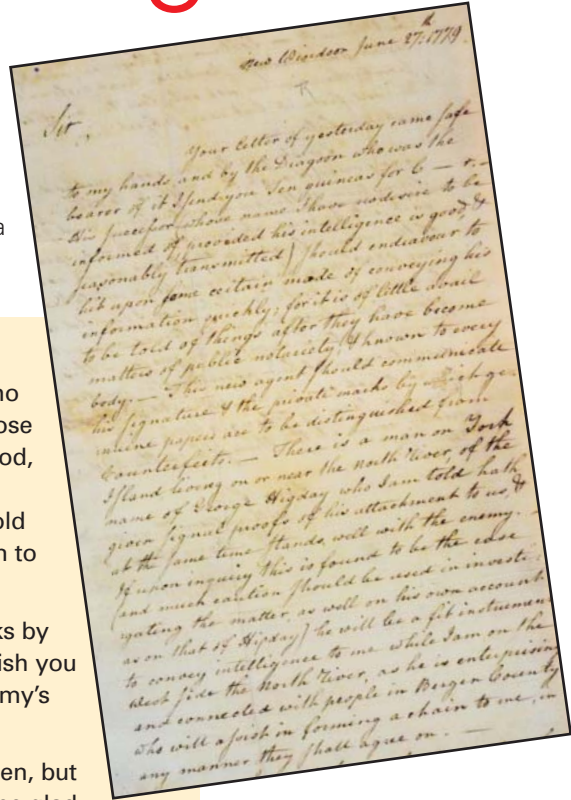 New Windsor June 27:th 1779
Sir,
Your letter of yesterday came safe
to my hands, and by the Dragoon who was the
bearer of it I send you Ten guineas for C——r.—
His successor (whose name I have no desire to be
informed of provided his intelligence is good, &
seasonably transmitted) should endeavour to
hit upon some certain mode of conveying his
information quickly, for it is of little avail
to be told of things after they have become
matters of public notoriety, & known to every
body.— This new agent should communicate
his signature & the private marks by which ge-
nuine papers are to be distinguished from
counterfeits.— There is a man on York
Island living on or near the North River, of the
name of George Higday who I am told hath
given signal proofs of his attachment to us, &
at the same time stands well with the enemy.
If upon inquiry this is found to be the case
(and much caution should be used in investi-
gating the matter, as well on his own account
as on that of Higday) he will be a fit instrument
to convey intelligence to me while I am on the
west side the North River, as he is enterprising
and connected with people in Bergen County
who will assist in forming a chain to me, in
any manner they shall agree on.—
a
no
ose
od,
old
n to
ks by
ish you
my's
en, but